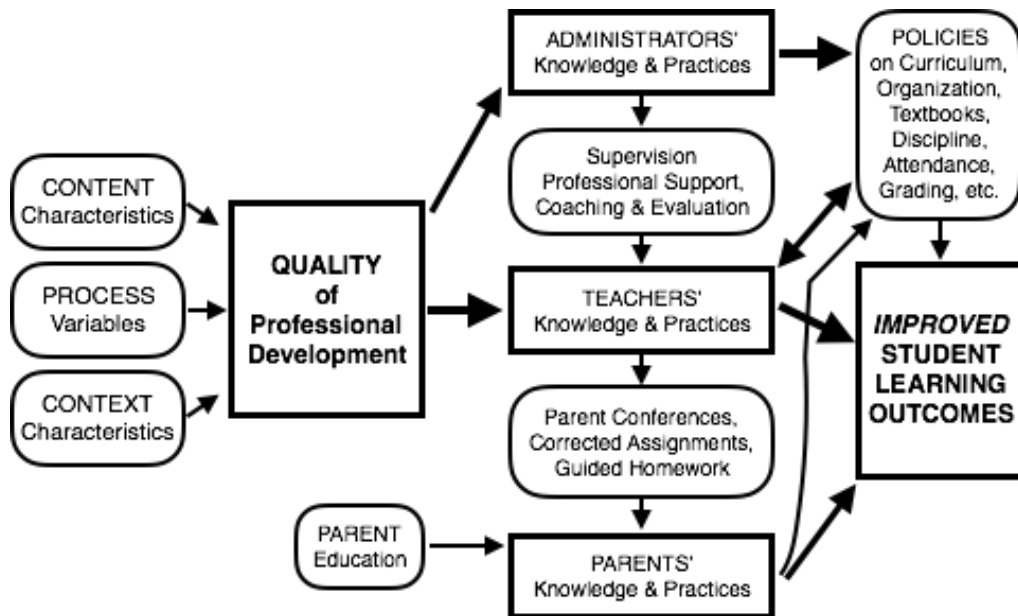 CONTENT
Characteristics
PROCESS
Variables
CONTEXT
Characteristics
QUALITY
of
Professional
Development
PARENT
Education
ADMINISTRATORS'
Knowledge & Practices
Supervision
Professional Support,
Coaching & Evaluation
TEACHERS'
Knowledge & Practices
Parent Conferences,
Corrected Assignments,
Guided Homework
PARENTS'
Knowledge & Practices
POLICIES
on Curriculum,
Organization,
Textbooks,
Discipline,
Attendance,
Grading, etc.
IMPROVED
STUDENT
LEARNING
OUTCOMES